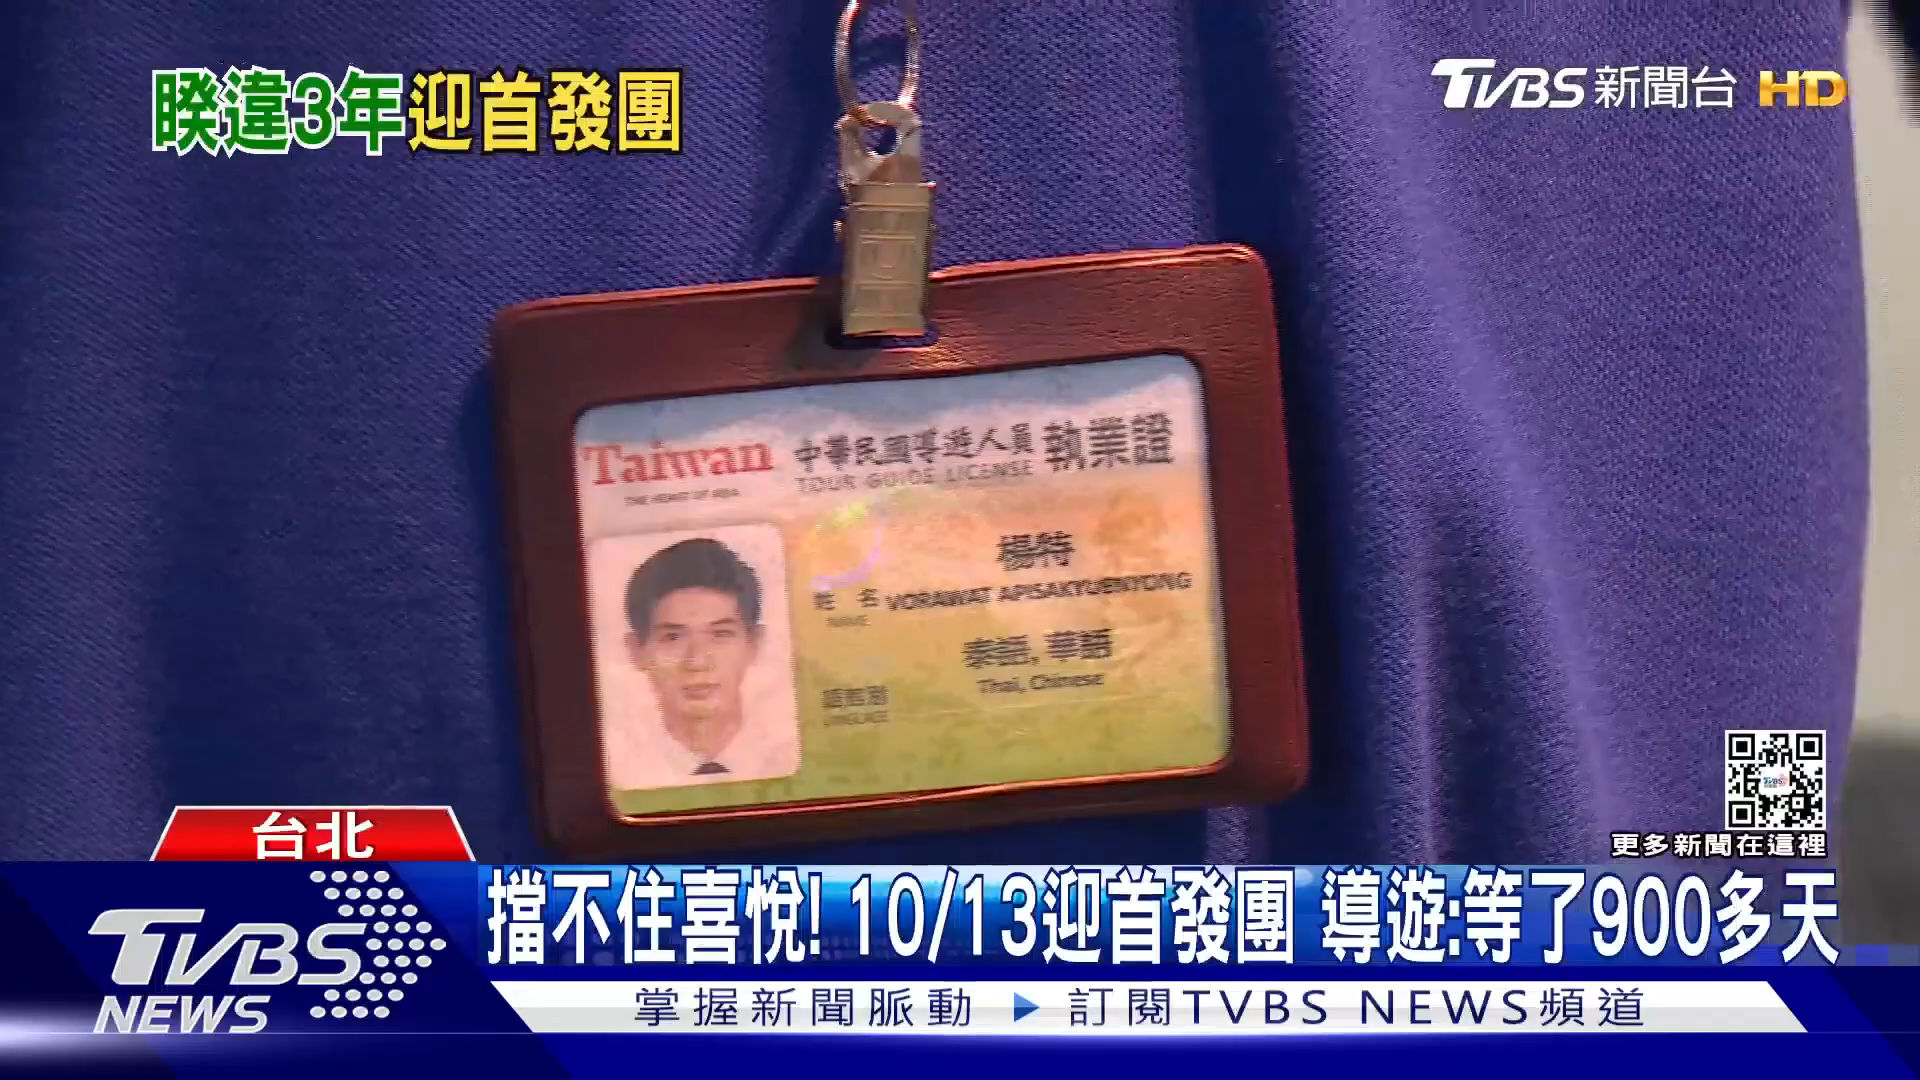 睽違3年迎首發團
TVBS新聞台 HD
Taiwan
THE HEART OF ASIA
中華民國導遊人員 執業證
TOUR GUIDE LICENSE
楊特
姓 名 VORAWAT APISAKYUENYONG
NAME
泰語, 華語
Thai, Chinese
語言別
LANGUAGE
TVBS
更多新聞在這裡
台北
擋不住喜悅! 10/13迎首發團 導遊:等了900多天
TVBS
NEWS
掌握新聞脈動 ▶ 訂閱TVBS NEWS頻道